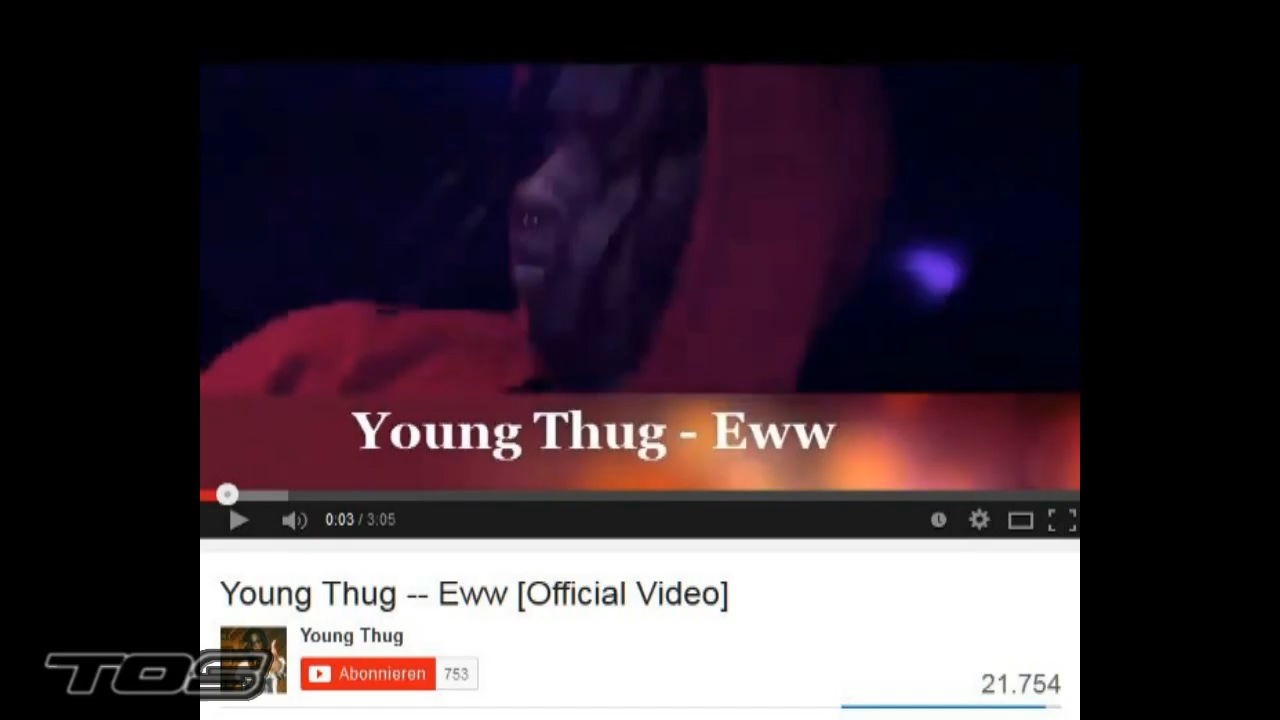 Young Thug - Eww
0:03 / 3:05
Young Thug -- Eww [Official Video]
Young Thug
Abonnieren 753
21.754
TOS